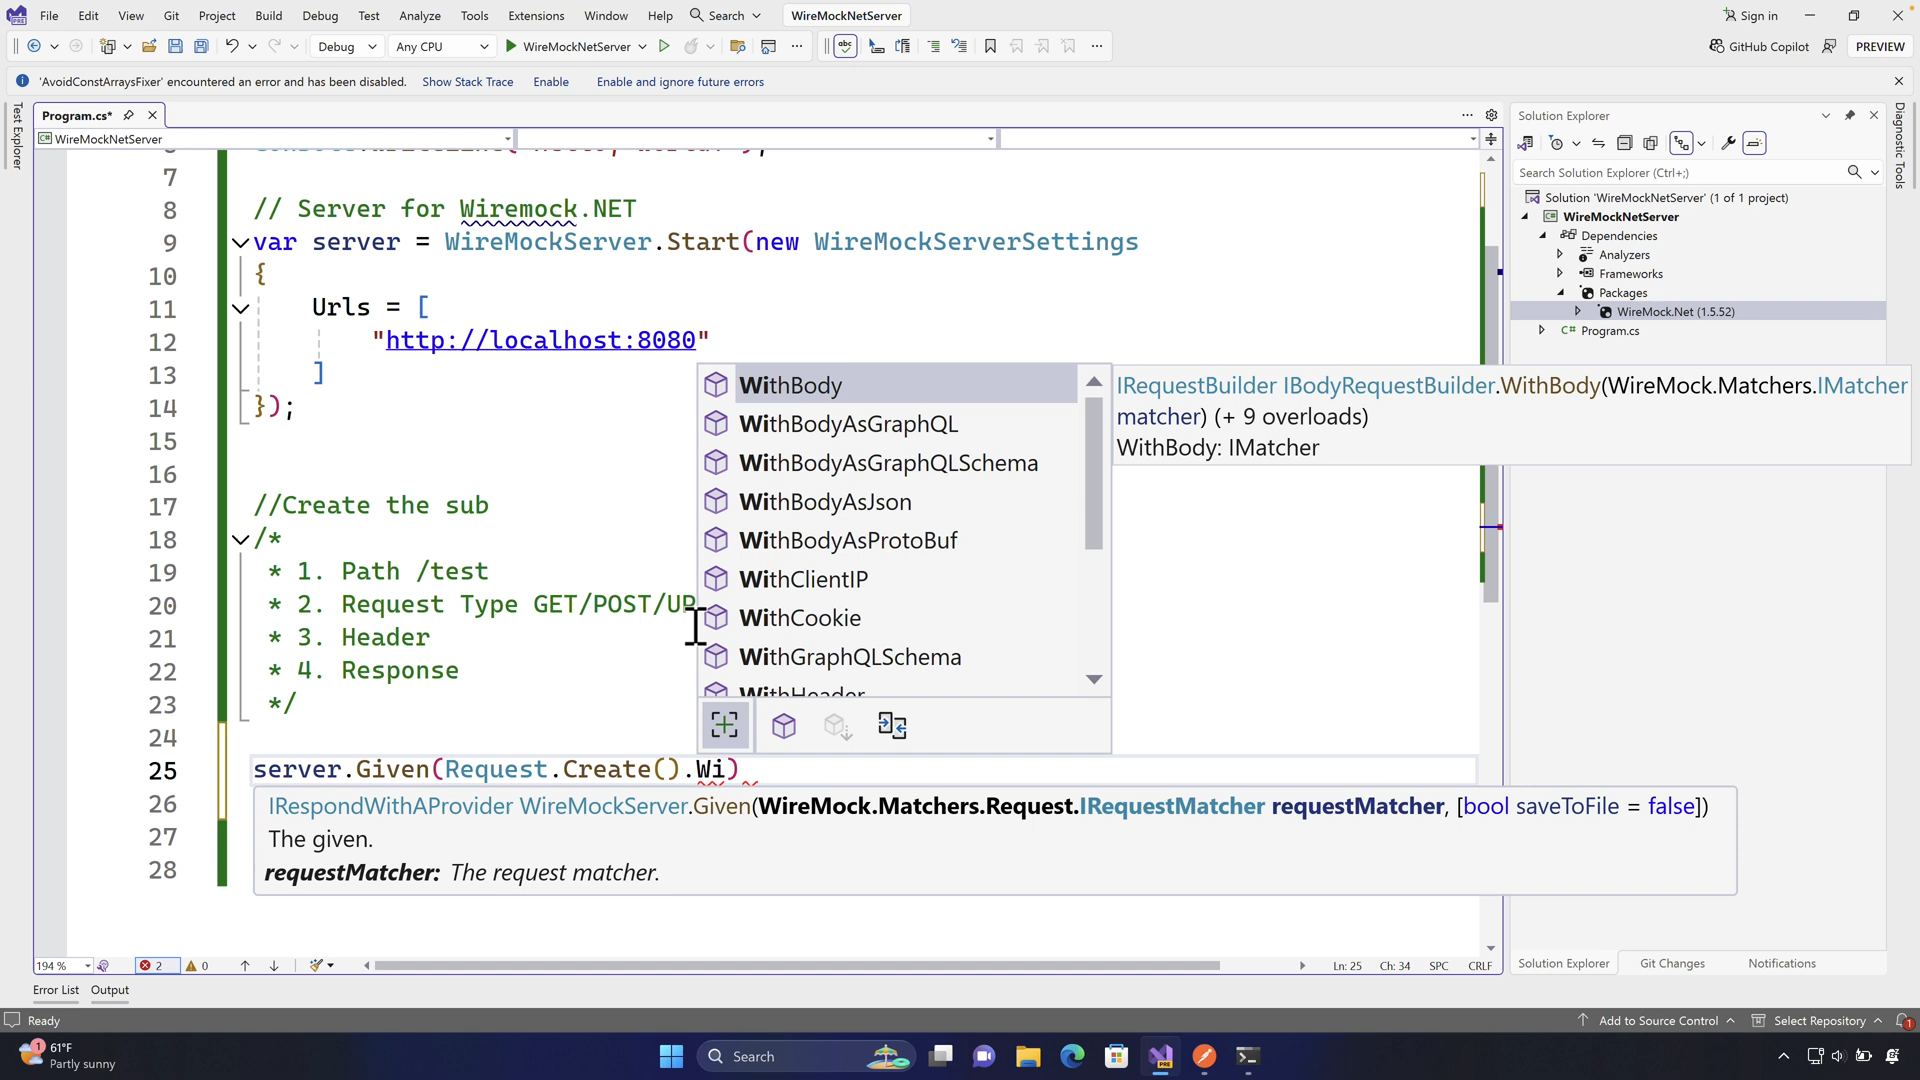 File Edit View Git Project Build Debug Test Analyze Tools Extensions Window Help Search WireMockNetServer Sign in
Debug Any CPU WireMockNetServer abc GitHub Copilot PREVIEW
'AvoidConstArraysFixer' encountered an error and has been disabled. Show Stack Trace Enable Enable and ignore future errors
Test Explorer
Program.cs*
WireMockNetServer
7
8 // Server for Wiremock.NET
9 var server = WireMockServer.Start(new WireMockServerSettings
10 {
11 Urls = [
12 "http://localhost:8080"
13 ]
14 });
15
16
17 //Create the sub
18 /*
19 * 1. Path /test
20 * 2. Request Type GET/POST/UP
21 * 3. Header
22 * 4. Response
23 */
24
25 server.Given(Request.Create().Wi)
26
27
28
WithBody
WithBodyAsGraphQL
WithBodyAsGraphQLSchema
WithBodyAsJson
WithBodyAsProtoBuf
WithClientIP
WithCookie
WithGraphQLSchema
WithHeader
IRequestBuilder IBodyRequestBuilder.WithBody(WireMock.Matchers.IMatcher
matcher) (+ 9 overloads)
WithBody: IMatcher
IRespondWithAProvider WireMockServer.Given(WireMock.Matchers.Request.IRequestMatcher requestMatcher, [bool saveToFile = false])
The given.
requestMatcher: The request matcher.
194 % 2 0 Ln: 25 Ch: 34 SPC CRLF
Error List Output
Solution Explorer
Search Solution Explorer (Ctrl+;)
Solution 'WireMockNetServer' (1 of 1 project)
WireMockNetServer
Dependencies
Analyzers
Frameworks
Packages
WireMock.Net (1.5.52)
C# Program.cs
Solution Explorer Git Changes Notifications
Diagnostic Tools
Ready Add to Source Control Select Repository 1
1 61°F
Partly sunny
Search
PRE